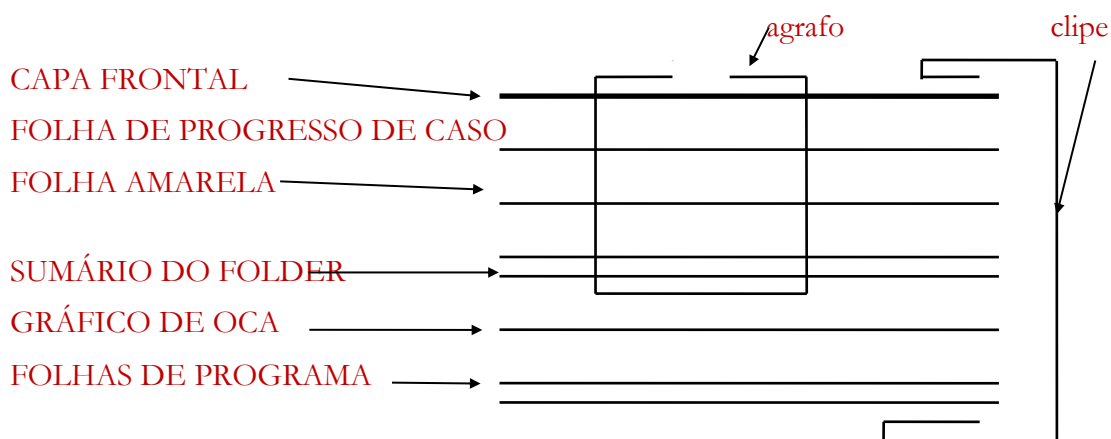 agrafo clipe
CAPA FRONTAL
FOLHA DE PROGRESSO DE CASO
FOLHA AMARELA
SUMÁRIO DO FOLDER
GRÁFICO DE OCA
FOLHAS DE PROGRAMA